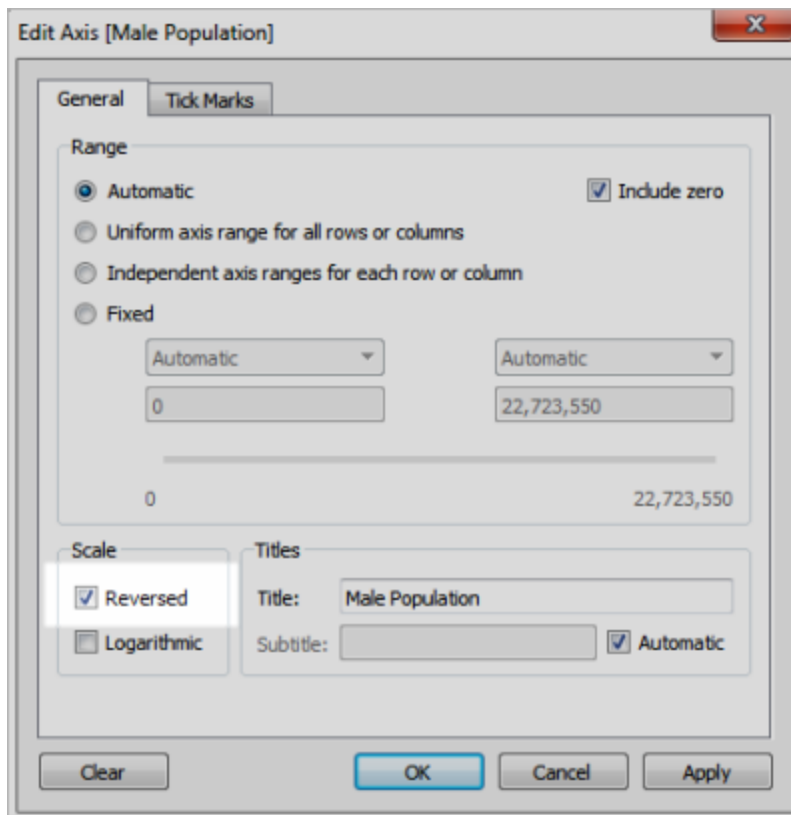 Edit Axis [Male Population]
General Tick Marks
Range
Automatic Include zero
Uniform axis range for all rows or columns
Independent axis ranges for each row or column
Fixed
Automatic Automatic
0 22,723,550
0 22,723,550
Scale Titles
Reversed Title: Male Population
Logarithmic Subtitle: Automatic
Clear OK Cancel Apply